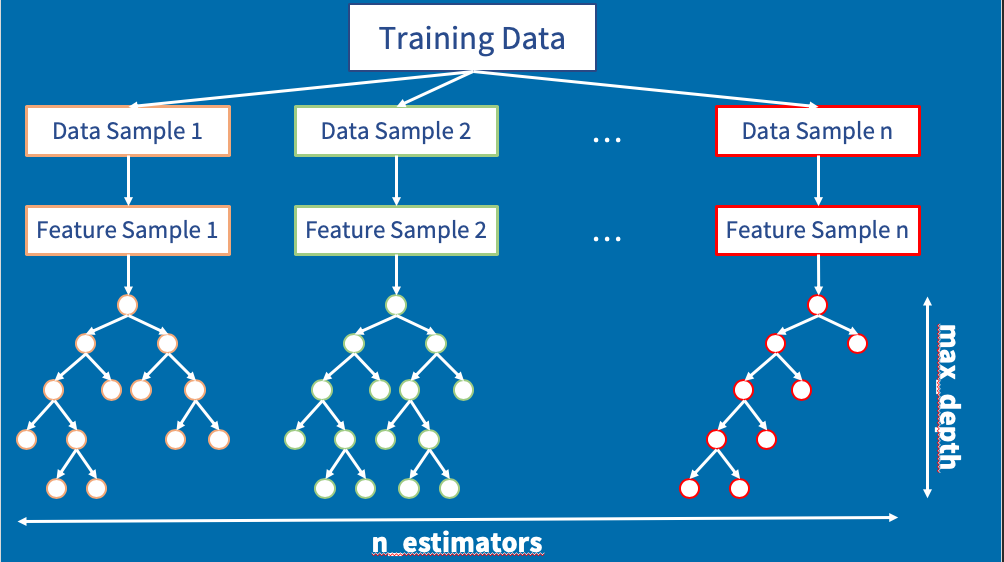 Training Data
Data Sample 1
Data Sample 2
...
Data Sample n
Feature Sample 1
Feature Sample 2
...
Feature Sample n
max_depth
n_estimators